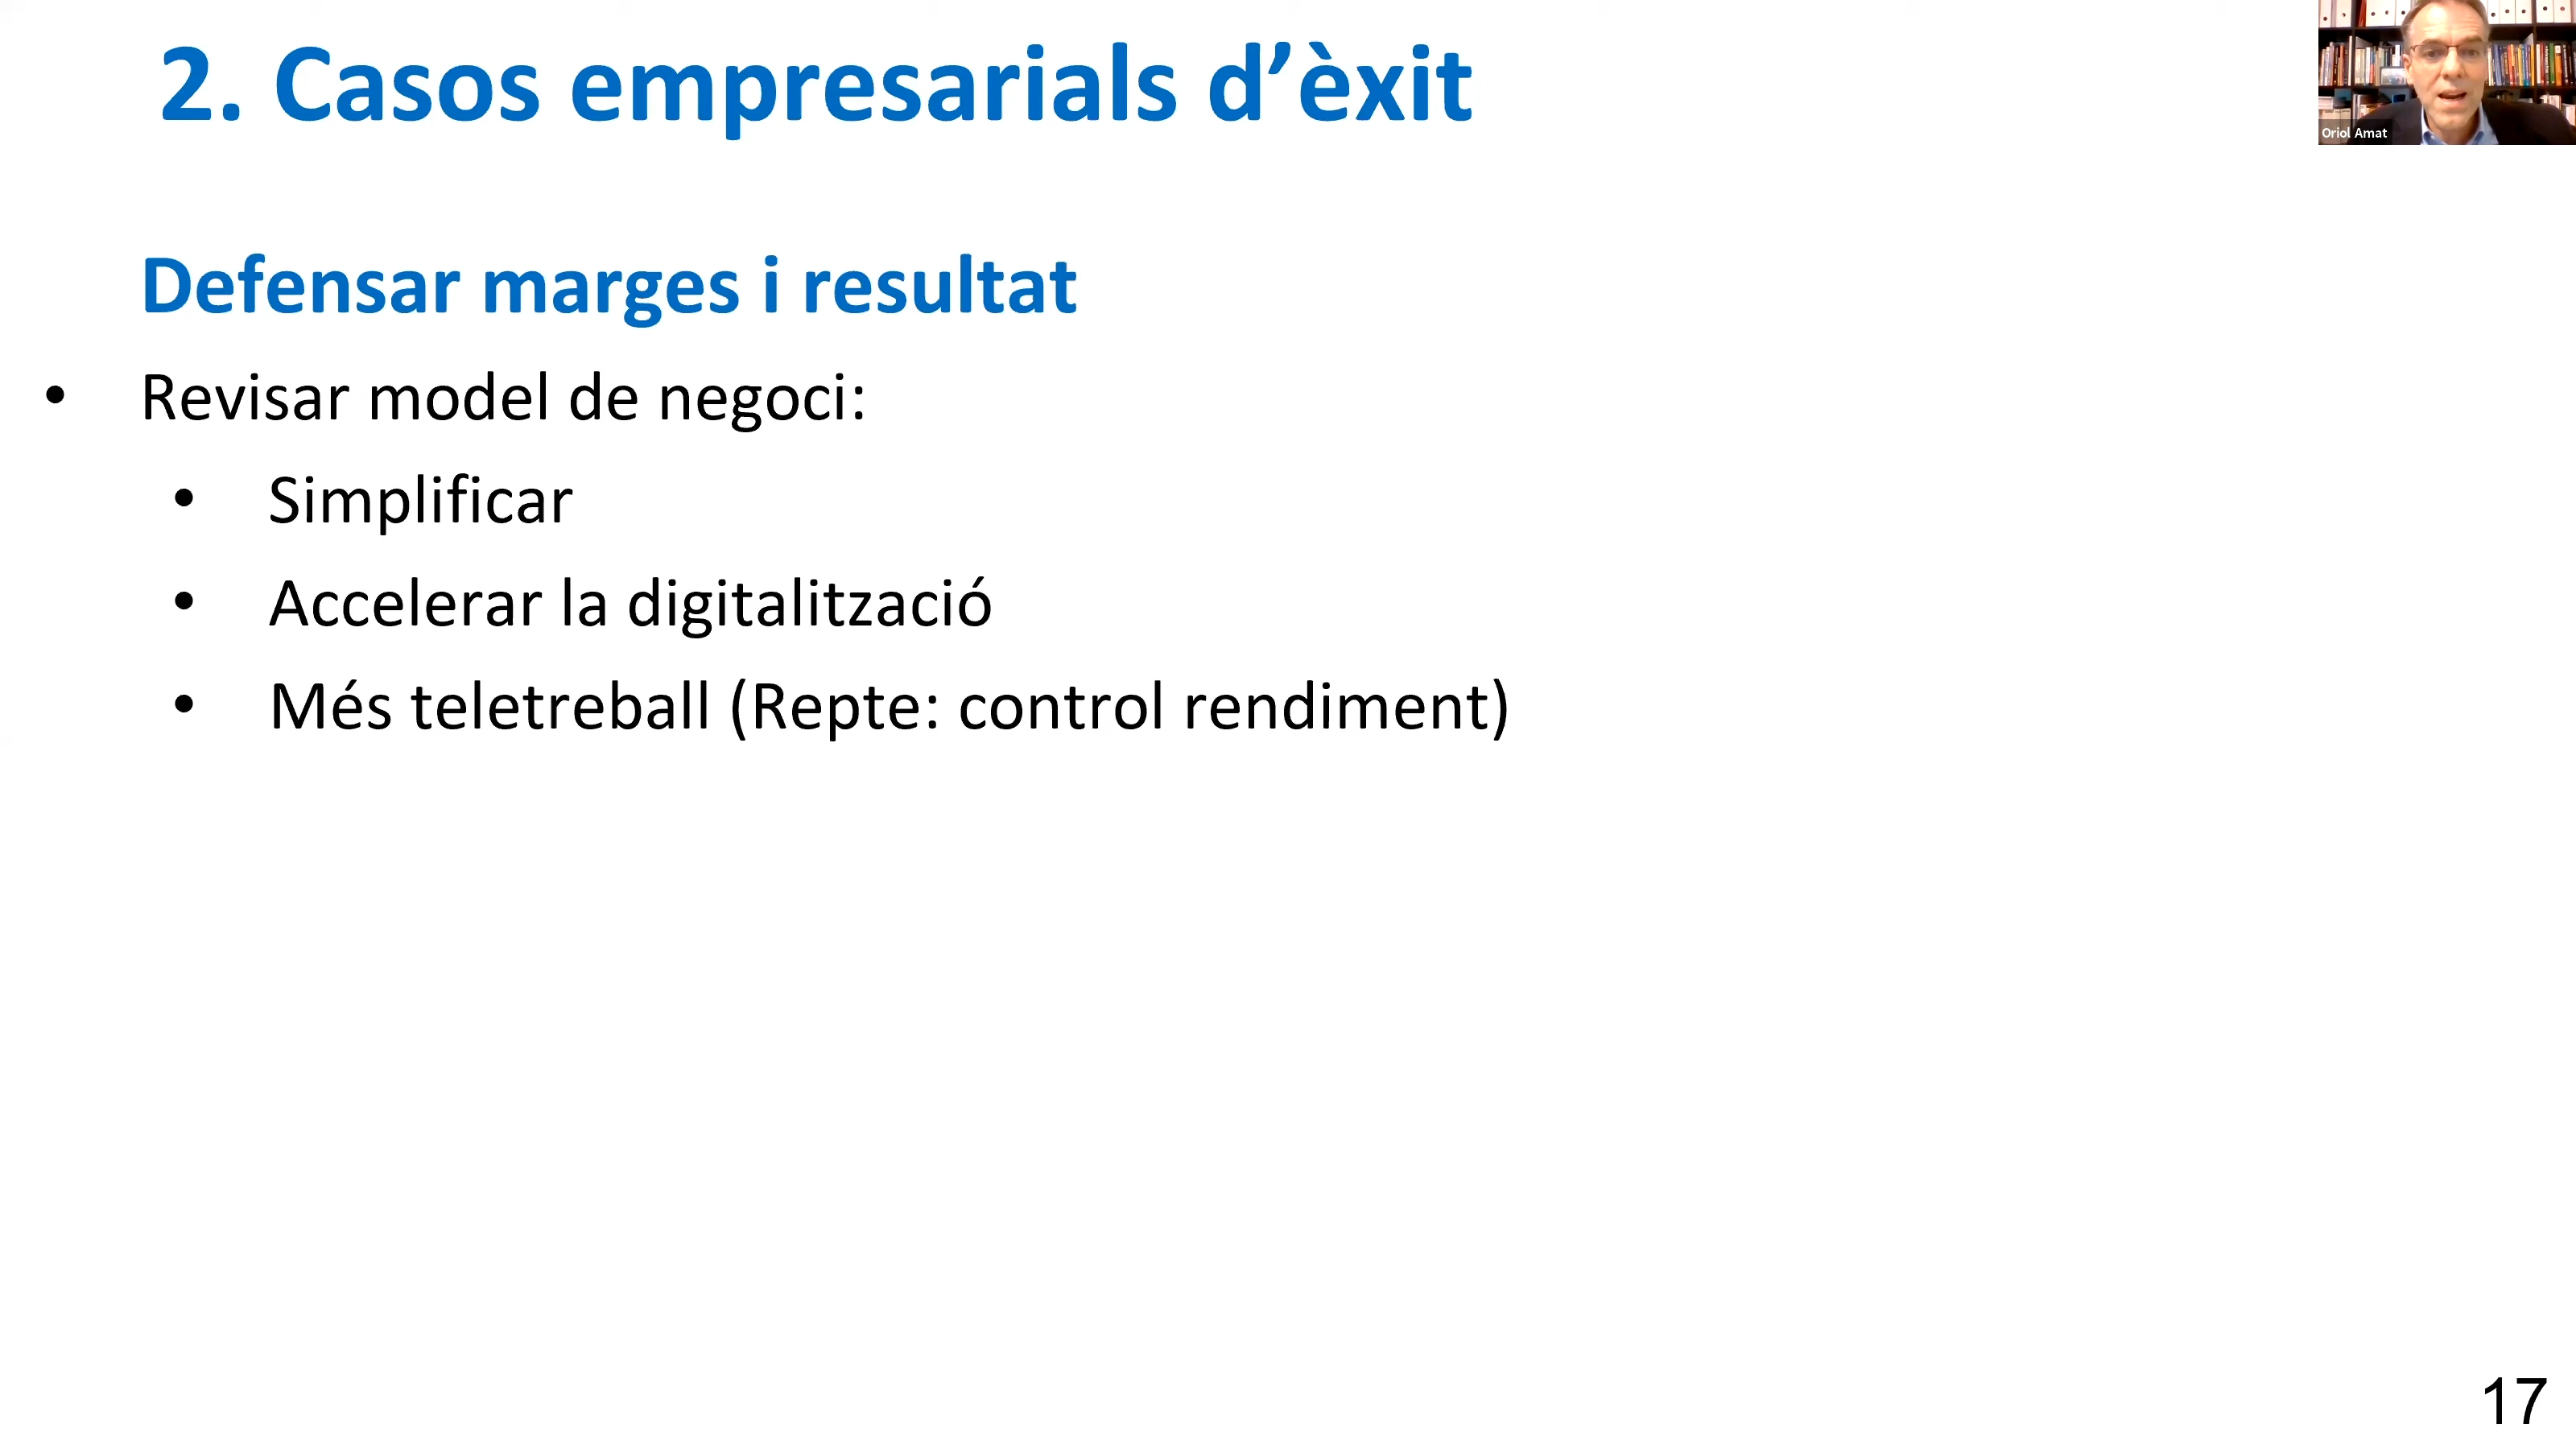 2. Casos empresarials d’èxit
Oriol Amat
Defensar marges i resultat
• Revisar model de negoci:
• Simplificar
• Accelerar la digitalització
• Més teletreball (Repte: control rendiment)
17